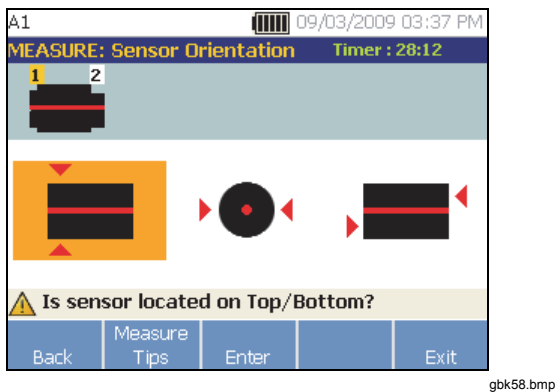 A1 09/03/2009 03:37 PM
MEASURE: Sensor Orientation Timer : 28:12
1 2
Is sensor located on Top/Bottom?
Back Measure Tips Enter Exit
gbk58.bmp